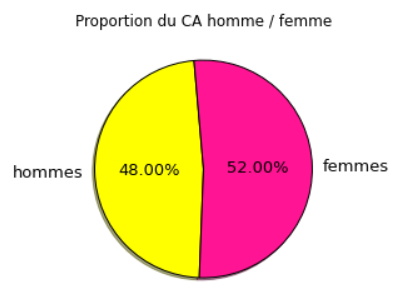 Proportion du CA homme / femme
hommes
48.00%
52.00%
femmes